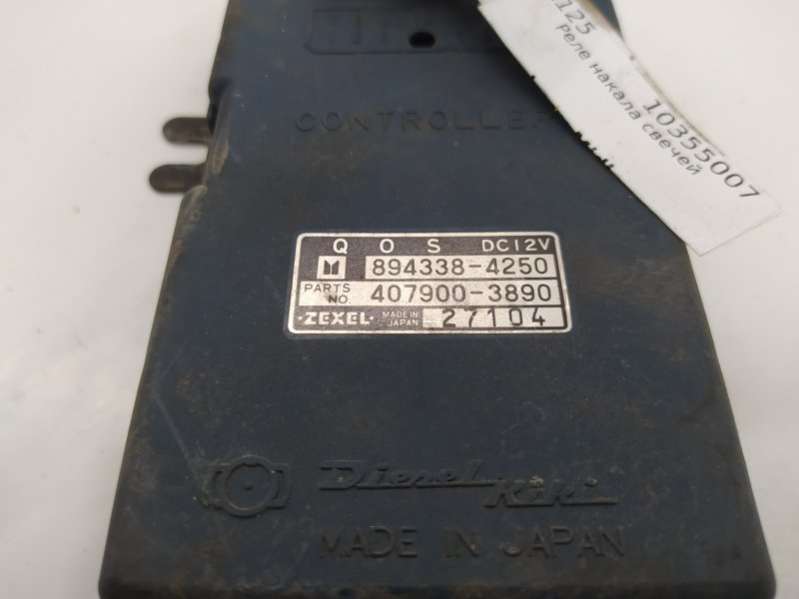 125
Реле накала свечей
10355007
CONTROLLER
Q O S DC12V
894338-4250
PARTS NO. 407900-3890
ZEXEL MADE IN JAPAN 27104
Diesel Kiki
MADE IN JAPAN